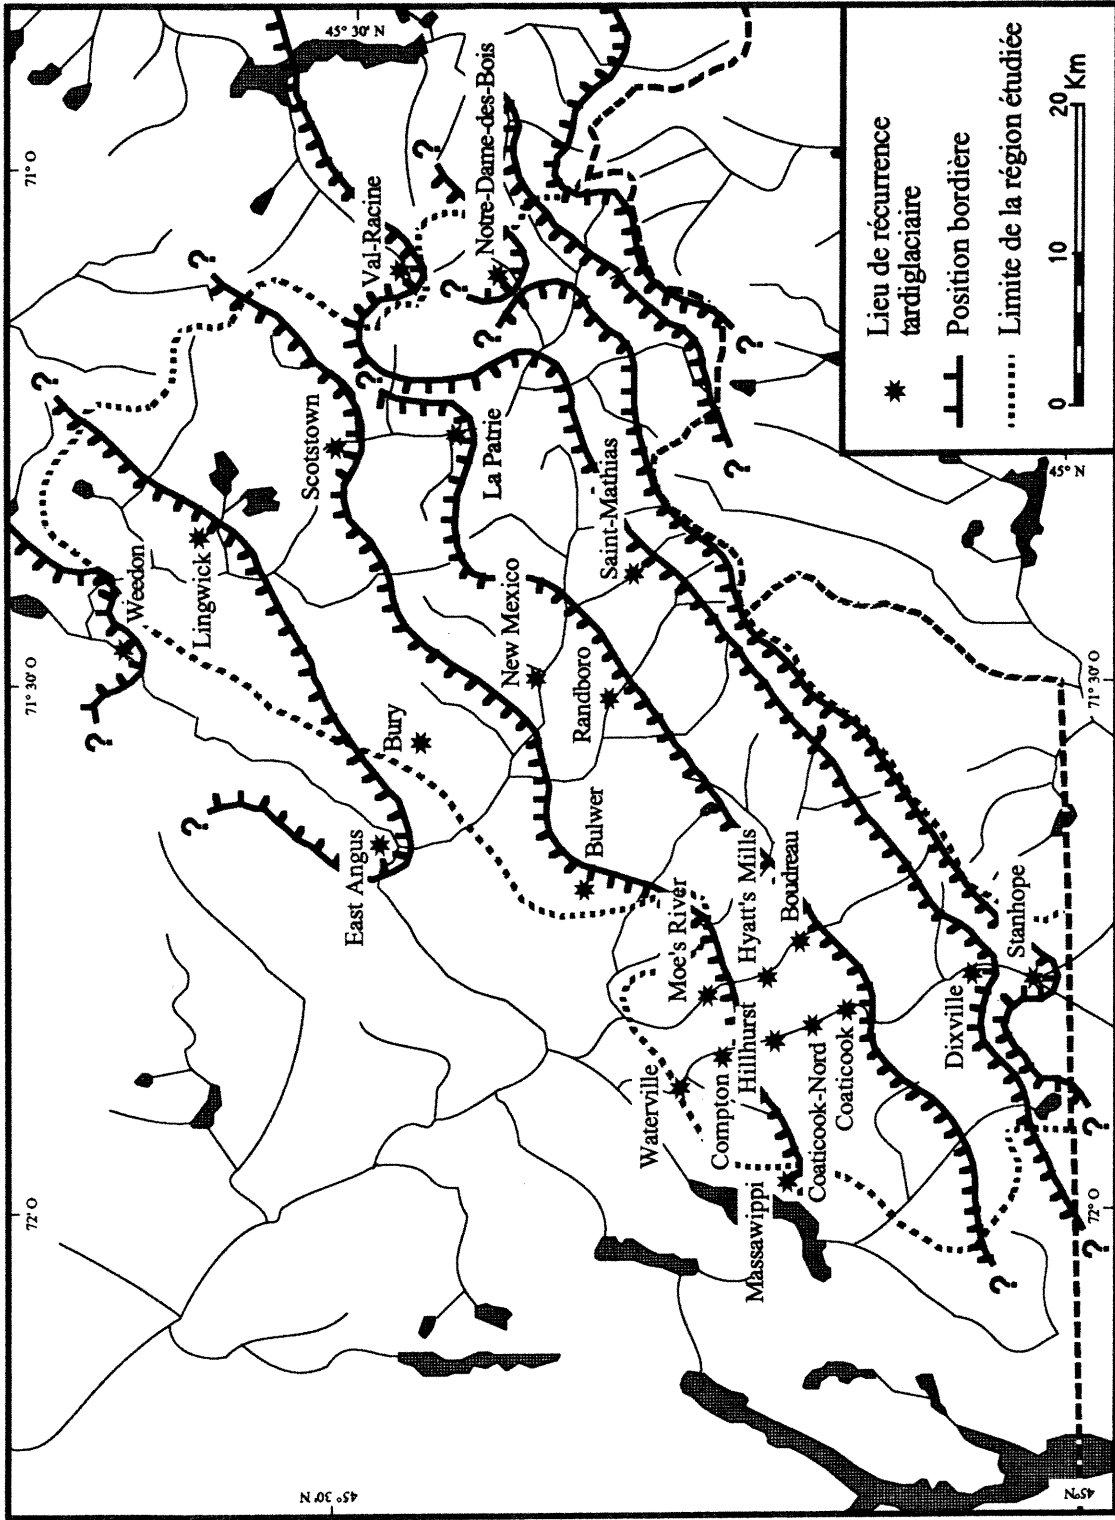 45° 30' N
71° O
71° 30' O
72° O
45° 30' N
45° N
45°N
71° 30' O
72° O
Weedon
Lingwick
Scotstown
Val-Racine
Notre-Dame-des-Bois
La Patrie
East Angus
Bury
New Mexico
Saint-Mathias
Randboro
Bulwer
Moe's River
Hyatt's Mills
Boudreau
Waterville
Compton
Hillhurst
Coaticook-Nord
Coaticook
Massawippi
Dixville
Stanhope
?
?
?
?
?
?
?
?
?
?
?
?
?
?
Lieu de récurrence
tardiglaciaire
Position bordière
Limite de la région étudiée
0 10 20 Km